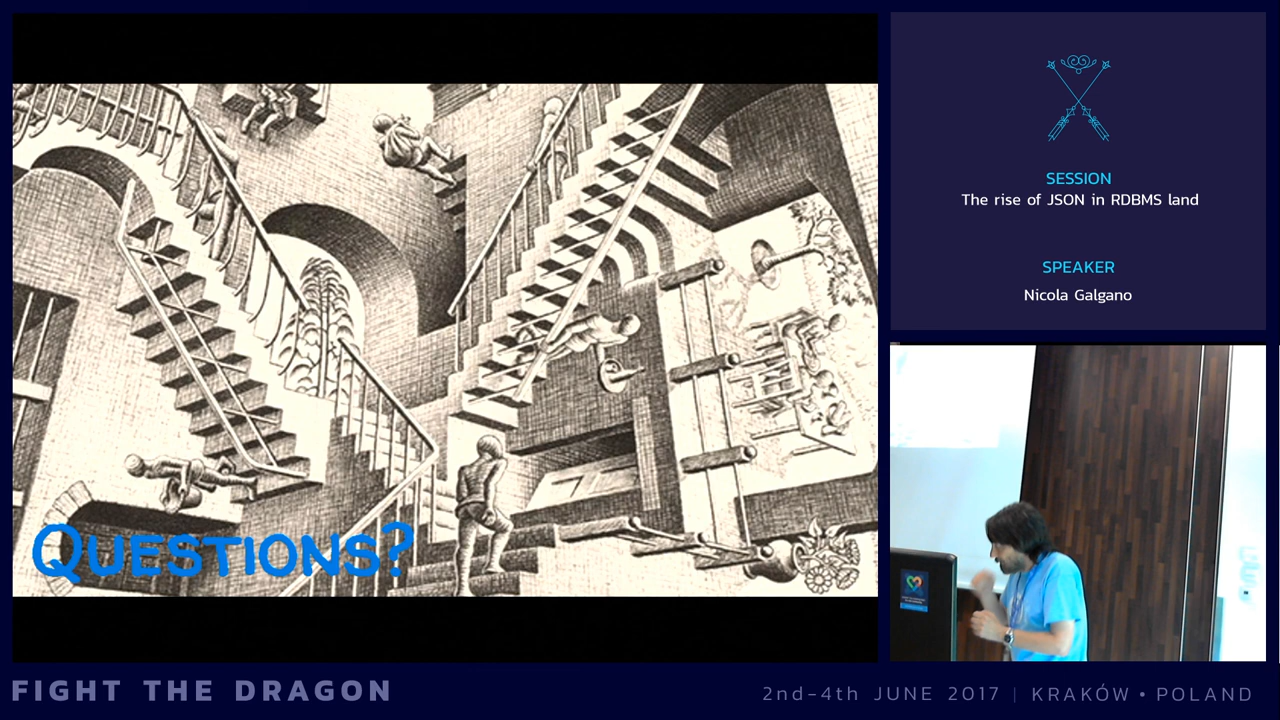 QUESTIONS?
SESSION
The rise of JSON in RDBMS land
SPEAKER
Nicola Galgano
FIGHT THE DRAGON
2nd-4th JUNE 2017 | KRAKÓW • POLAND